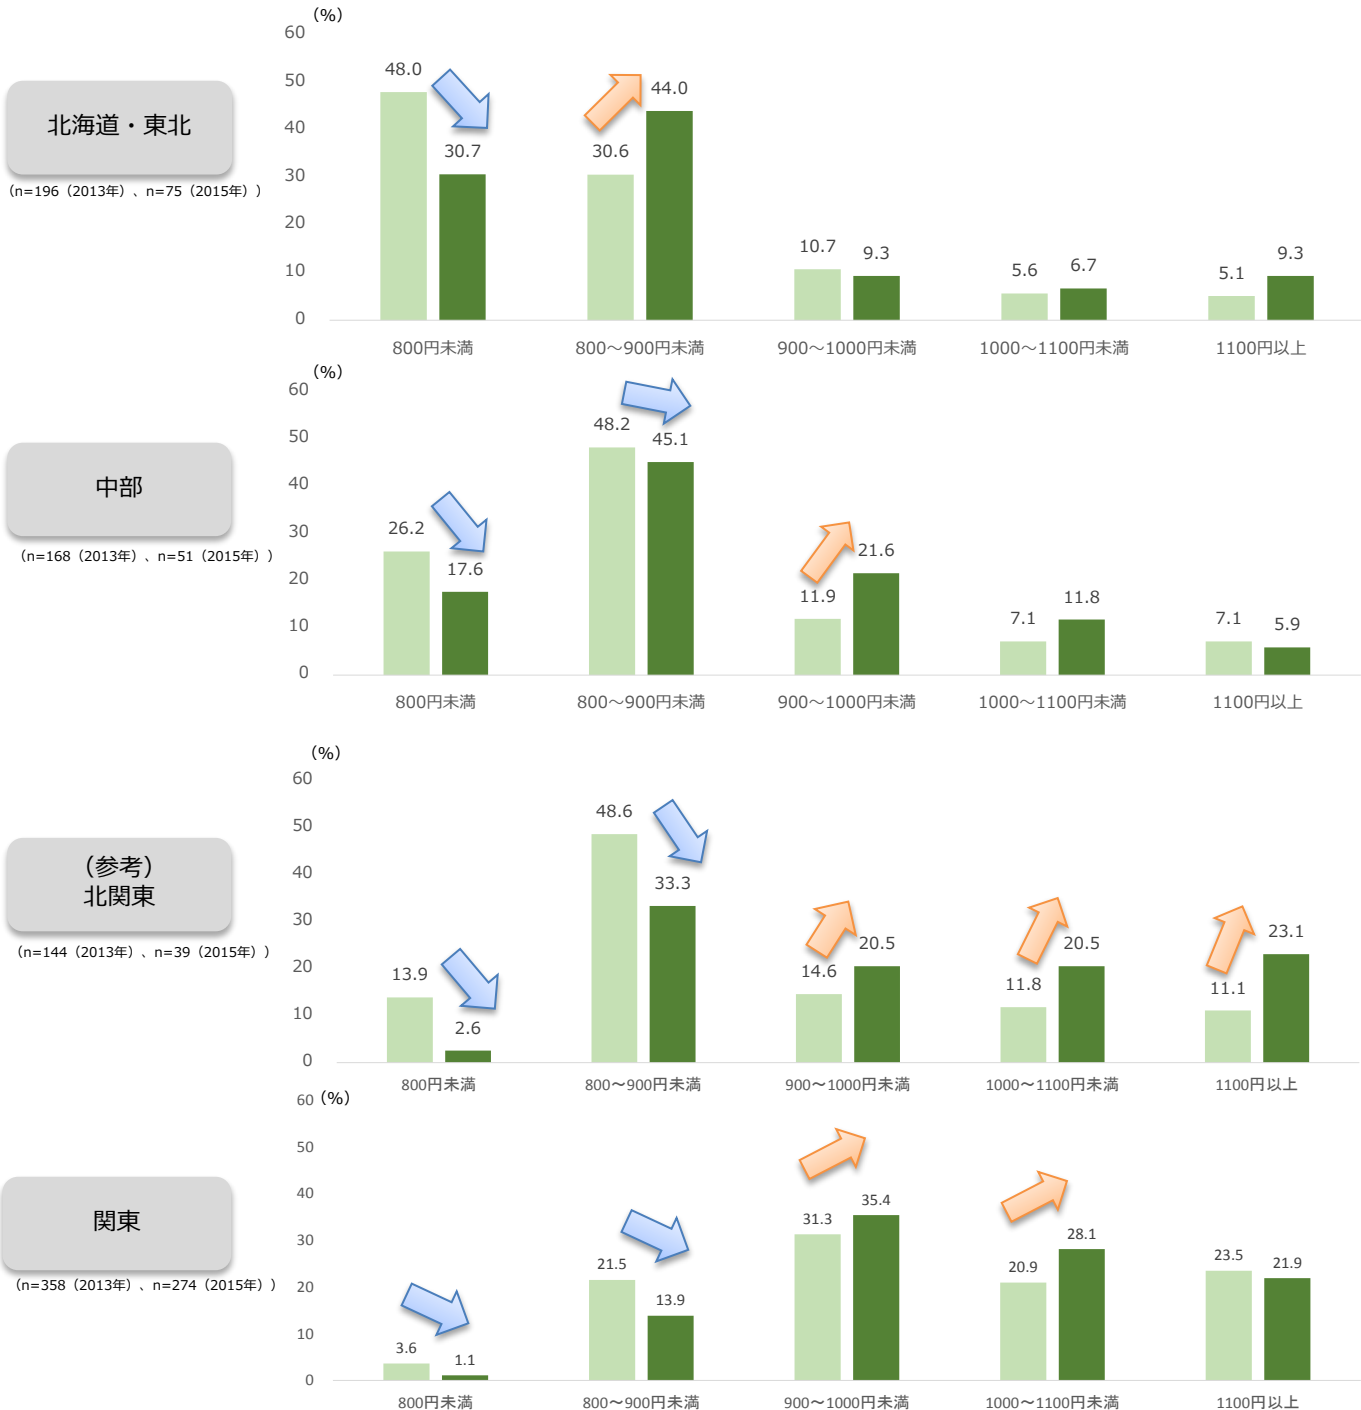 (%)
60
50
40
30
20
10
0
北海道・東北
(n=196（2013年）、n=75（2015年）)
48.0
30.7
30.6
44.0
10.7
9.3
5.6
6.7
5.1
9.3
800円未満
800～900円未満
900～1000円未満
1000～1100円未満
1100円以上
(%)
60
50
40
30
20
10
0
中部
(n=168（2013年）、n=51（2015年）)
26.2
17.6
48.2
45.1
11.9
21.6
7.1
11.8
7.1
5.9
800円未満
800～900円未満
900～1000円未満
1000～1100円未満
1100円以上
(%)
60
50
40
30
20
10
0
（参考）
北関東
(n=144（2013年）、n=39（2015年）)
13.9
2.6
48.6
33.3
14.6
20.5
11.8
20.5
11.1
23.1
800円未満
800～900円未満
900～1000円未満
1000～1100円未満
1100円以上
(%)
60
50
40
30
20
10
0
関東
(n=358（2013年）、n=274（2015年）)
3.6
1.1
21.5
13.9
31.3
35.4
20.9
28.1
23.5
21.9
800円未満
800～900円未満
900～1000円未満
1000～1100円未満
1100円以上